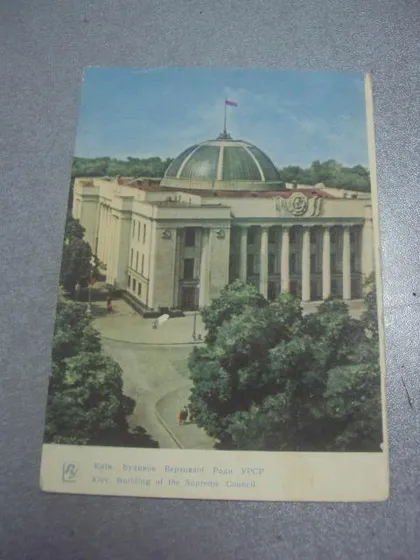 Київ. Будинок Верховної Ради УРСР
Kiev. Building of the Supreme Council.